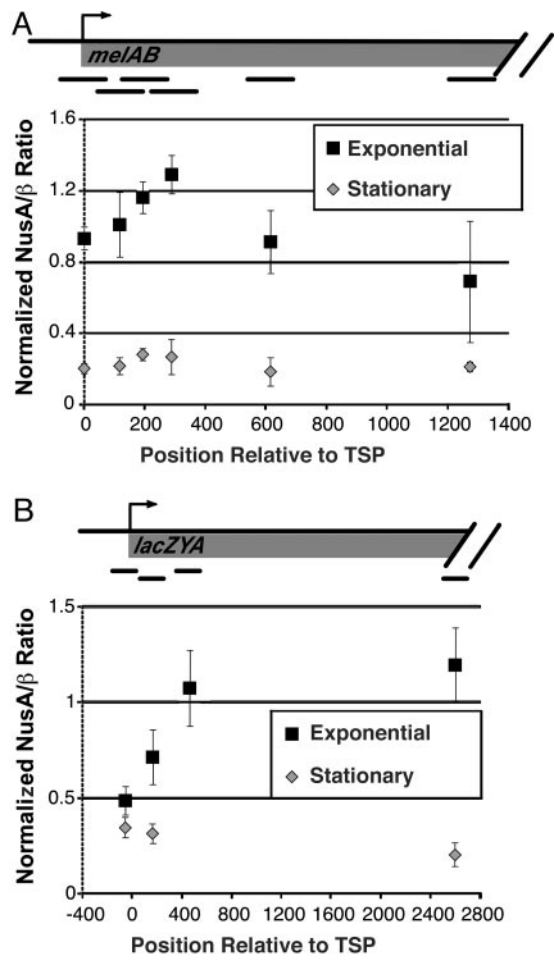 A
melAB
1.6
1.2
0.8
0.4
0
Normalized NusA/β Ratio
Exponential
Stationary
0 200 400 600 800 1000 1200 1400
Position Relative to TSP
B
lacZYA
1.5
1
0.5
0
Normalized NusA/β Ratio
Exponential
Stationary
-400 0 400 800 1200 1600 2000 2400 2800
Position Relative to TSP